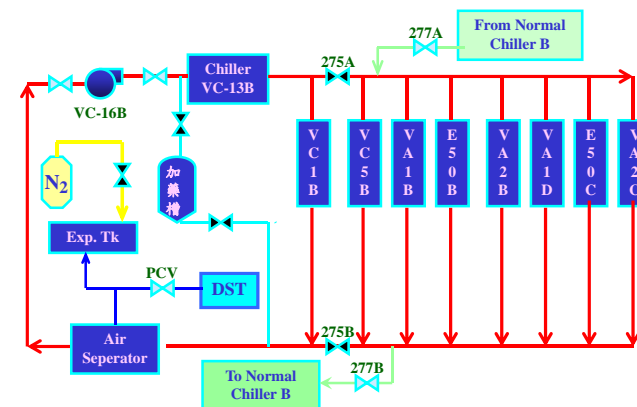 From Normal
Chiller B
277A
275A
Chiller
VC-13B
VC-16B
N2
加藥槽
VC1B
VC5B
VA1B
E50B
VA2B
VA1D
E50C
VA2C
Exp. Tk
PCV
DST
Air
Seperator
275B
To Normal
Chiller B
277B